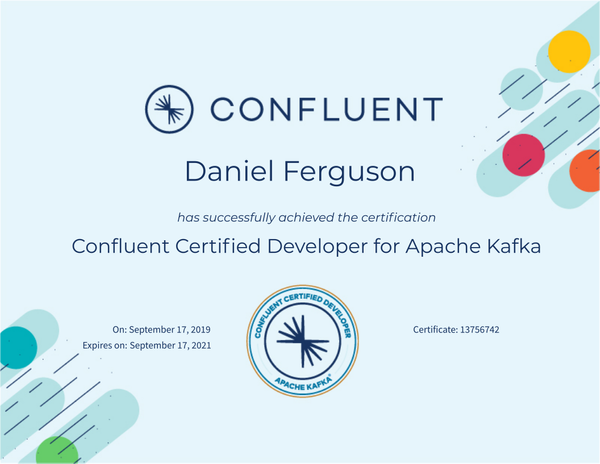 CONFLUENT
Daniel Ferguson
has successfully achieved the certification
Confluent Certified Developer for Apache Kafka
CONFLUENT CERTIFIED DEVELOPER
APACHE KAFKA®
On: September 17, 2019
Expires on: September 17, 2021
Certificate: 13756742